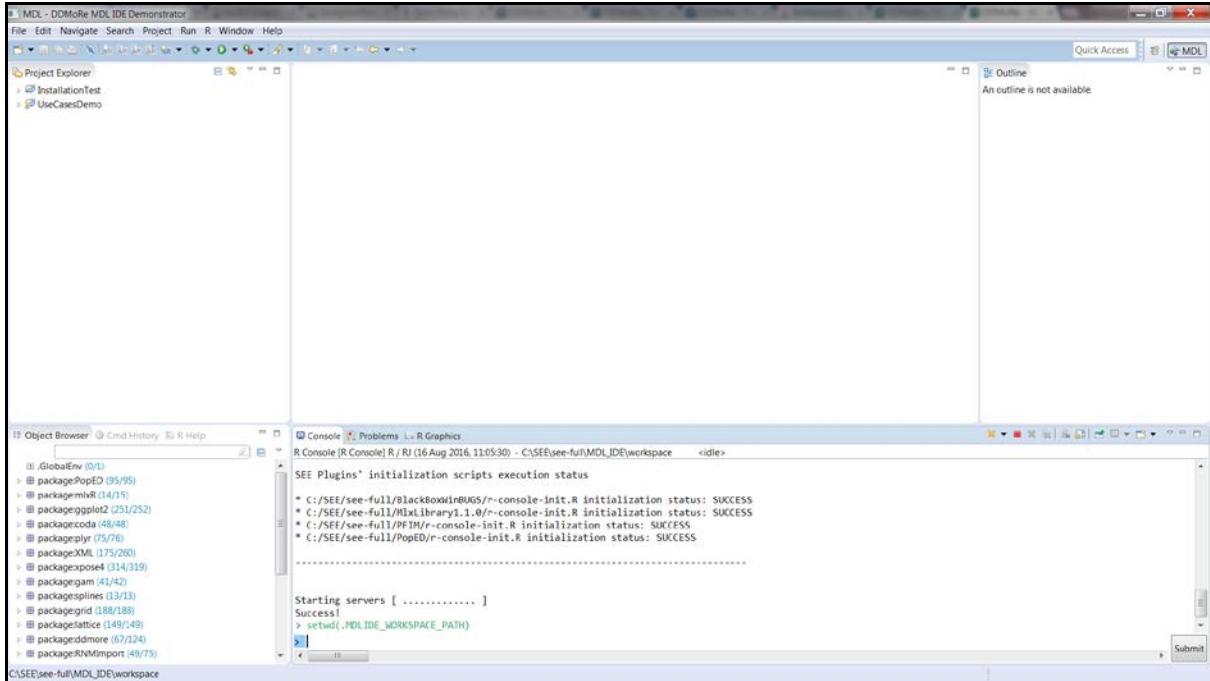 MDL - DDMoRe MDL IDE Demonstrator
File Edit Navigate Search Project Run R Window Help
Quick Access MDL
Project Explorer
InstallationTest
UseCasesDemo
Outline
An outline is not available.
Object Browser Cmd History R Help
.GlobalEnv (0/1)
package:PopED (95/95)
package:mlxR (14/15)
package:ggplot2 (251/252)
package:coda (48/48)
package:plyr (75/76)
package:XML (175/260)
package:xpose4 (314/319)
package:gam (41/42)
package:splines (13/13)
package:grid (188/188)
package:lattice (149/149)
package:ddmore (67/124)
package:RNMImport (49/75)
Console Problems R Graphics
R Console [R Console] R / RJ (16 Aug 2016, 11:05:30) - C:\SEE\see-full\MDL_IDE\workspace <idle>
SEE Plugins' initialization scripts execution status
* C:/SEE/see-full/BlackBoxWinBUGS/r-console-init.R initialization status: SUCCESS
* C:/SEE/see-full/MlxLibrary1.1.0/r-console-init.R initialization status: SUCCESS
* C:/SEE/see-full/PFIM/r-console-init.R initialization status: SUCCESS
* C:/SEE/see-full/PopED/r-console-init.R initialization status: SUCCESS
--------------------------------------------------------------------------------
Starting servers [ ............. ]
Success!
> setwd(.MDLIDE_WORKSPACE_PATH)
>
Submit
C:\SEE\see-full\MDL_IDE\workspace